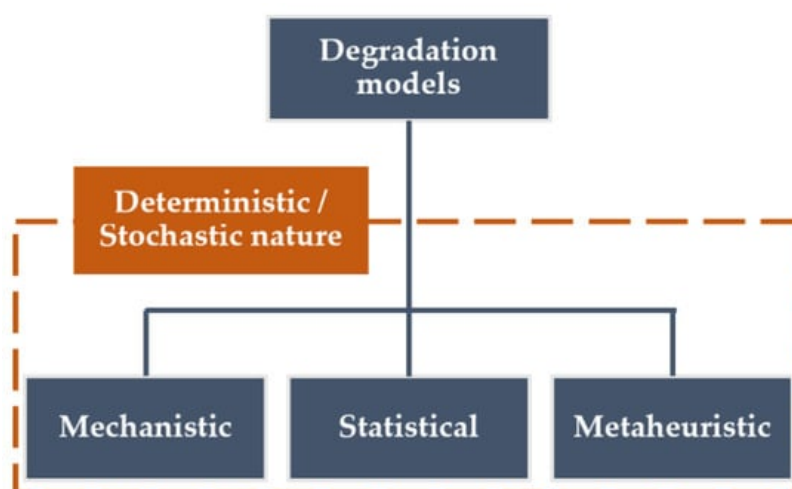 Degradation
models
Deterministic /
Stochastic nature
Mechanistic
Statistical
Metaheuristic